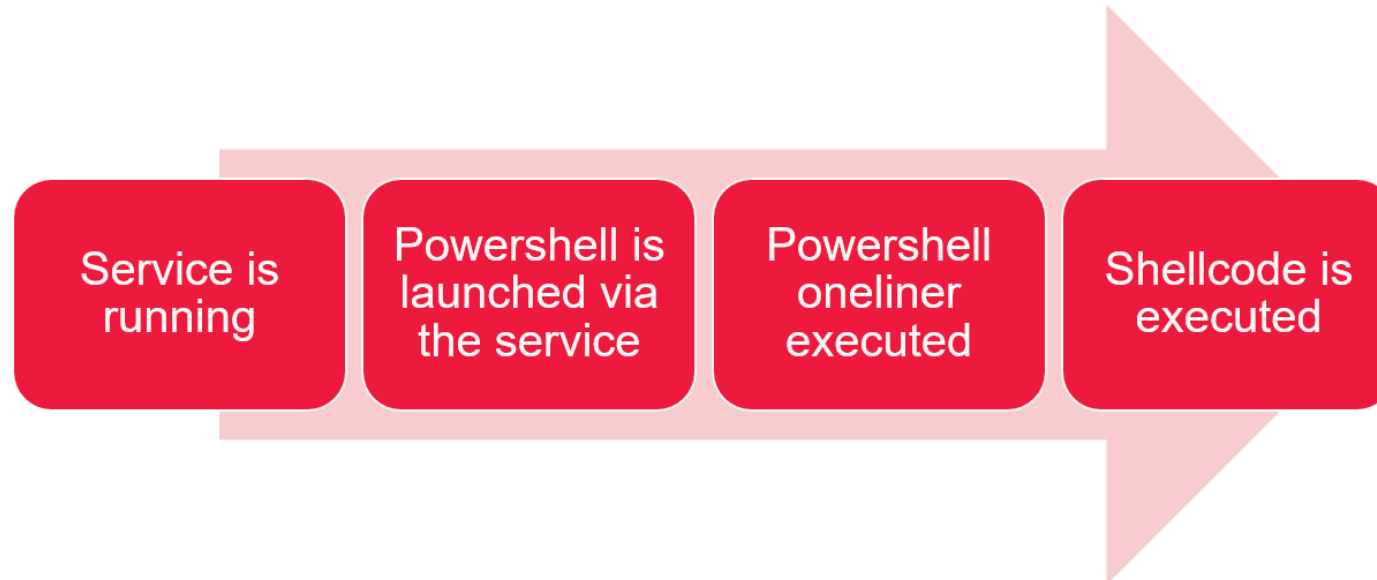 Service is
running
Powershell is
launched via
the service
Powershell
oneliner
executed
Shellcode is
executed